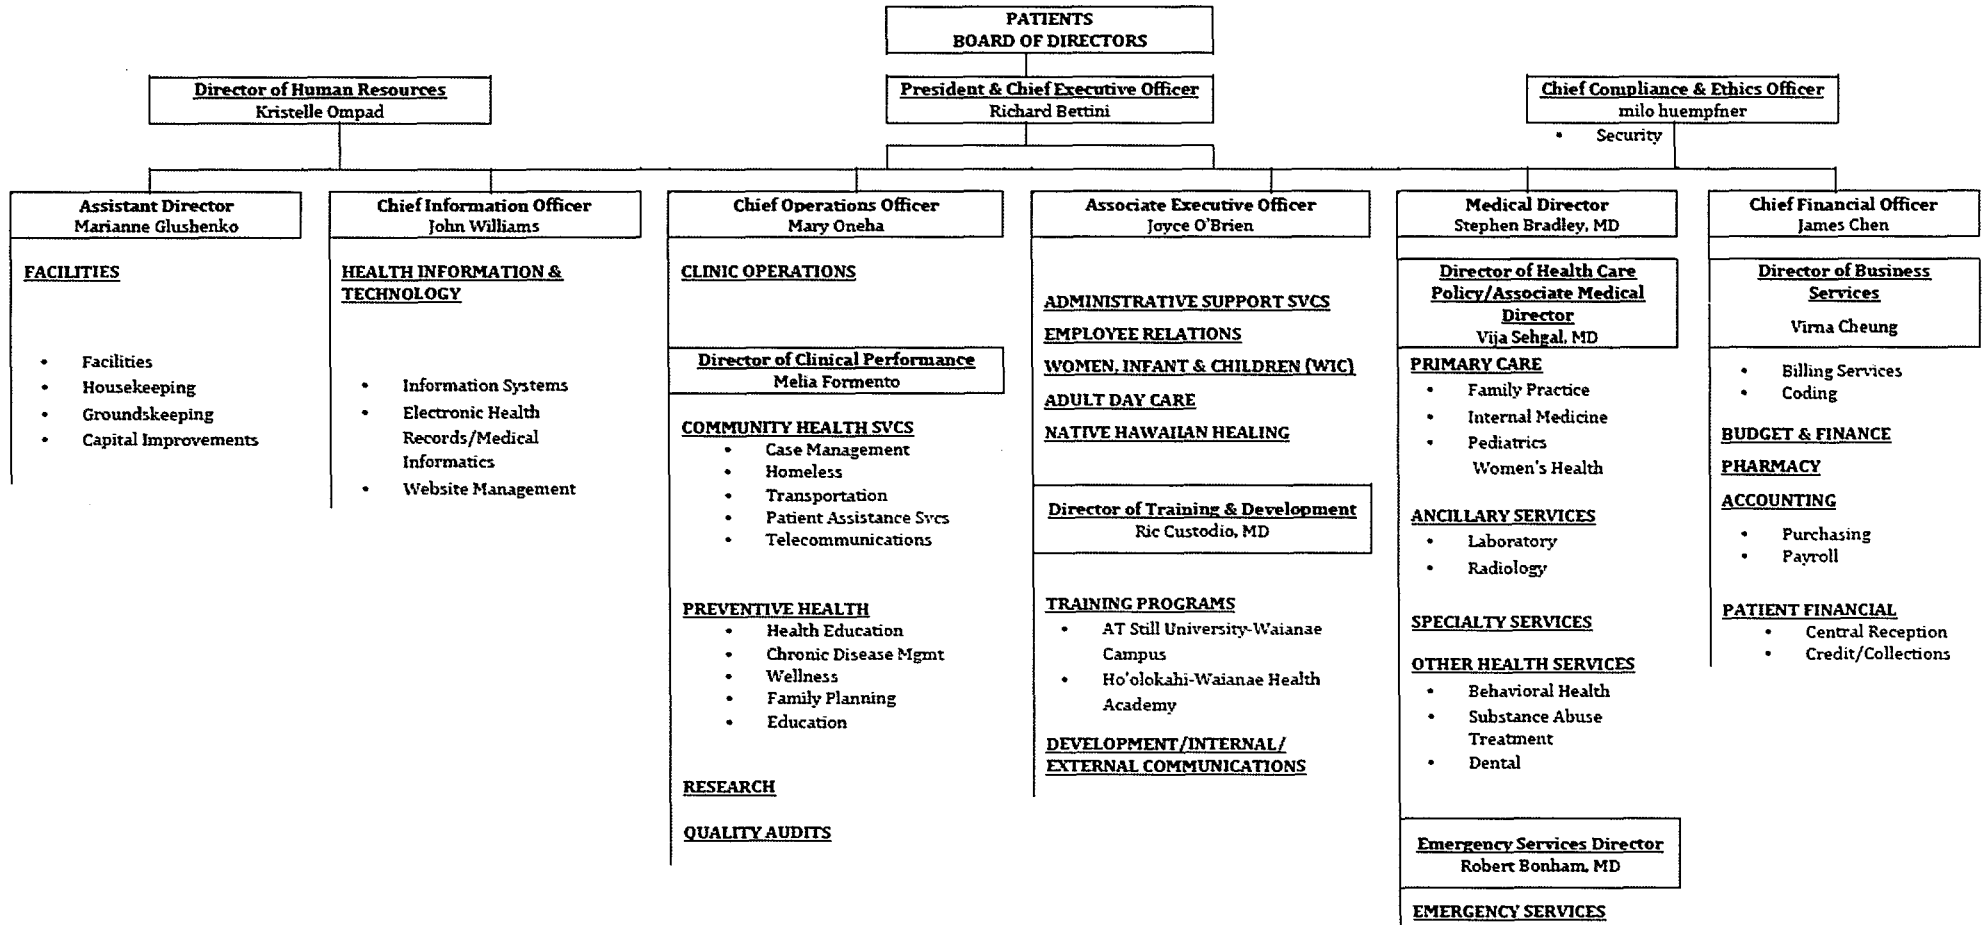 PATIENTS
BOARD OF DIRECTORS
Director of Human Resources
Kristelle Ompad
President & Chief Executive Officer
Richard Bettini
Chief Compliance & Ethics Officer
milo huempfner
• Security
Assistant Director
Marianne Glushenko
FACILITIES
• Facilities
• Housekeeping
• Groundskeeping
• Capital Improvements
Chief Information Officer
John Williams
HEALTH INFORMATION &
TECHNOLOGY
• Information Systems
• Electronic Health
Records/Medical
Informatics
• Website Management
Chief Operations Officer
Mary Oneha
CLINIC OPERATIONS
Director of Clinical Performance
Melia Formento
COMMUNITY HEALTH SVCS
• Case Management
• Homeless
• Transportation
• Patient Assistance Svcs
• Telecommunications
PREVENTIVE HEALTH
• Health Education
• Chronic Disease Mgmt
• Wellness
• Family Planning
• Education
RESEARCH
QUALITY AUDITS
Associate Executive Officer
Joyce O'Brien
ADMINISTRATIVE SUPPORT SVCS
EMPLOYEE RELATIONS
WOMEN, INFANT & CHILDREN (WIC)
ADULT DAY CARE
NATIVE HAWAIIAN HEALING
Director of Training & Development
Ric Custodio, MD
TRAINING PROGRAMS
• AT Still University-Waianae
Campus
• Ho'olokahi-Waianae Health
Academy
DEVELOPMENT/INTERNAL/
EXTERNAL COMMUNICATIONS
Medical Director
Stephen Bradley, MD
Director of Health Care
Policy/Associate Medical
Director
Vija Sehgal, MD
PRIMARY CARE
• Family Practice
• Internal Medicine
• Pediatrics
Women's Health
ANCILLARY SERVICES
• Laboratory
• Radiology
SPECIALTY SERVICES
OTHER HEALTH SERVICES
• Behavioral Health
• Substance Abuse
Treatment
• Dental
Emergency Services Director
Robert Bonham, MD
EMERGENCY SERVICES
Chief Financial Officer
James Chen
Director of Business
Services
Virna Cheung
• Billing Services
• Coding
BUDGET & FINANCE
PHARMACY
ACCOUNTING
• Purchasing
• Payroll
PATIENT FINANCIAL
• Central Reception
• Credit/Collections